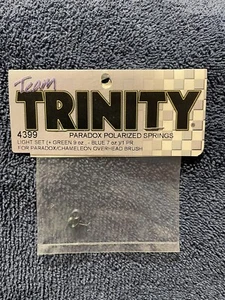 Team
TRINITY
4399 PARADOX POLARIZED SPRINGS
LIGHT SET (+ GREEN 9 oz., - BLUE 7 oz.)/1 PR
FOR PARADOX/CHAMELEON OVERHEAD BRUSH